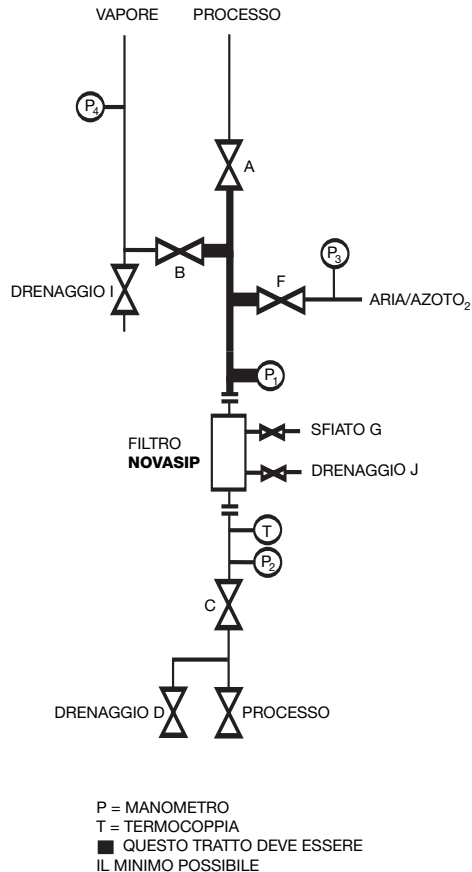 VAPORE
PROCESSO
P4
A
B
F
P3
DRENAGGIO I
ARIA/AZOTO2
P1
SFIATO G
FILTRO
NOVASIP
DRENAGGIO J
T
P2
C
DRENAGGIO D
PROCESSO
P = MANOMETRO
T = TERMOCOPPIA
QUESTO TRATTO DEVE ESSERE
IL MINIMO POSSIBILE